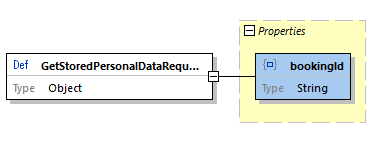 Properties
Def GetStoredPersonalDataRequ...
Type Object
bookingId
Type String